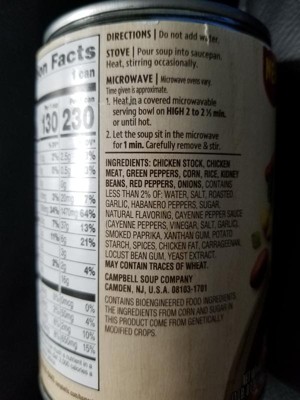 on Facts
1 can
130 230
DIRECTIONS | Do not add water.
STOVE | Pour soup into saucepan.
Heat, stirring occasionally.
MICROWAVE | Microwave ovens vary.
Time given is approximate.
1. Heat, in a covered microwavable
serving bowl on HIGH 2 to 2 ½ min.
or until hot.
2. Let the soup sit in the microwave
for 1 min. Carefully remove & stir.
INGREDIENTS: CHICKEN STOCK, CHICKEN
MEAT, GREEN PEPPERS, CORN, RICE, KIDNEY
BEANS, RED PEPPERS, ONIONS, CONTAINS
LESS THAN 2% OF: WATER, SALT, ROASTED
GARLIC, HABANERO PEPPERS, SUGAR,
NATURAL FLAVORING, CAYENNE PEPPER SAUCE
(CAYENNE PEPPERS, VINEGAR, SALT, GARLIC),
SMOKED PAPRIKA, XANTHAN GUM, POTATO
STARCH, SPICES, CHICKEN FAT, CARRAGEENAN,
LOCUST BEAN GUM, YEAST EXTRACT.
MAY CONTAIN TRACES OF WHEAT.
CAMPBELL SOUP COMPANY
CAMDEN, NJ, U.S.A. 08103-1701
CONTAINS BIOENGINEERED FOOD INGREDIENTS.
THE INGREDIENTS FROM CORN AND SUGAR IN
THIS PRODUCT COME FROM GENETICALLY
MODIFIED CROPS.